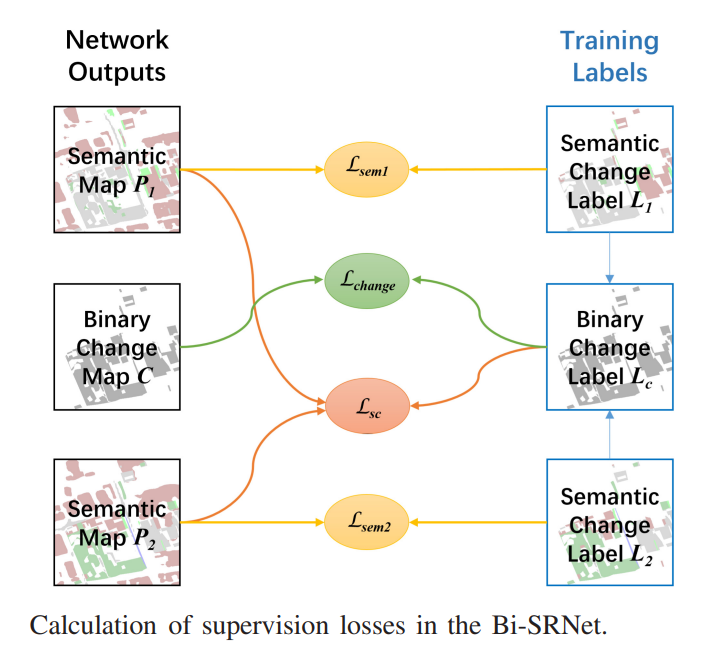 Network
Outputs
Training
Labels
Semantic
Map P1
ℒsem1
Semantic
Change
Label L1
Binary
Change
Map C
ℒchange
Binary
Change
Label Lc
ℒsc
Semantic
Map P2
ℒsem2
Semantic
Change
Label L2
Calculation of supervision losses in the Bi-SRNet.